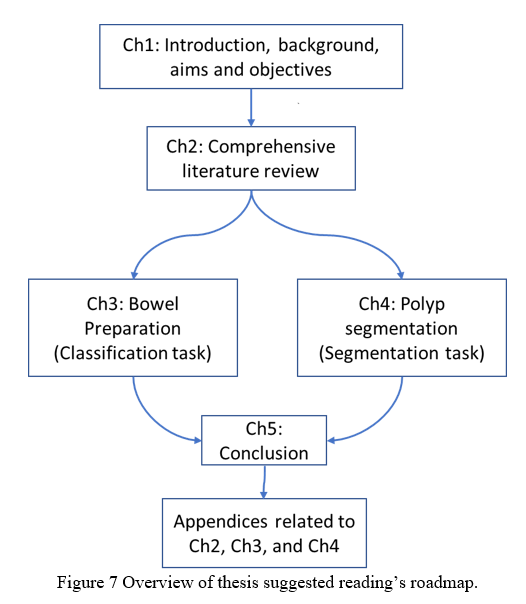 Ch1: Introduction, background,
aims and objectives
Ch2: Comprehensive
literature review
Ch3: Bowel
Preparation
(Classification task)
Ch4: Polyp
segmentation
(Segmentation task)
Ch5:
Conclusion
Appendices related to
Ch2, Ch3, and Ch4
Figure 7 Overview of thesis suggested reading’s roadmap.